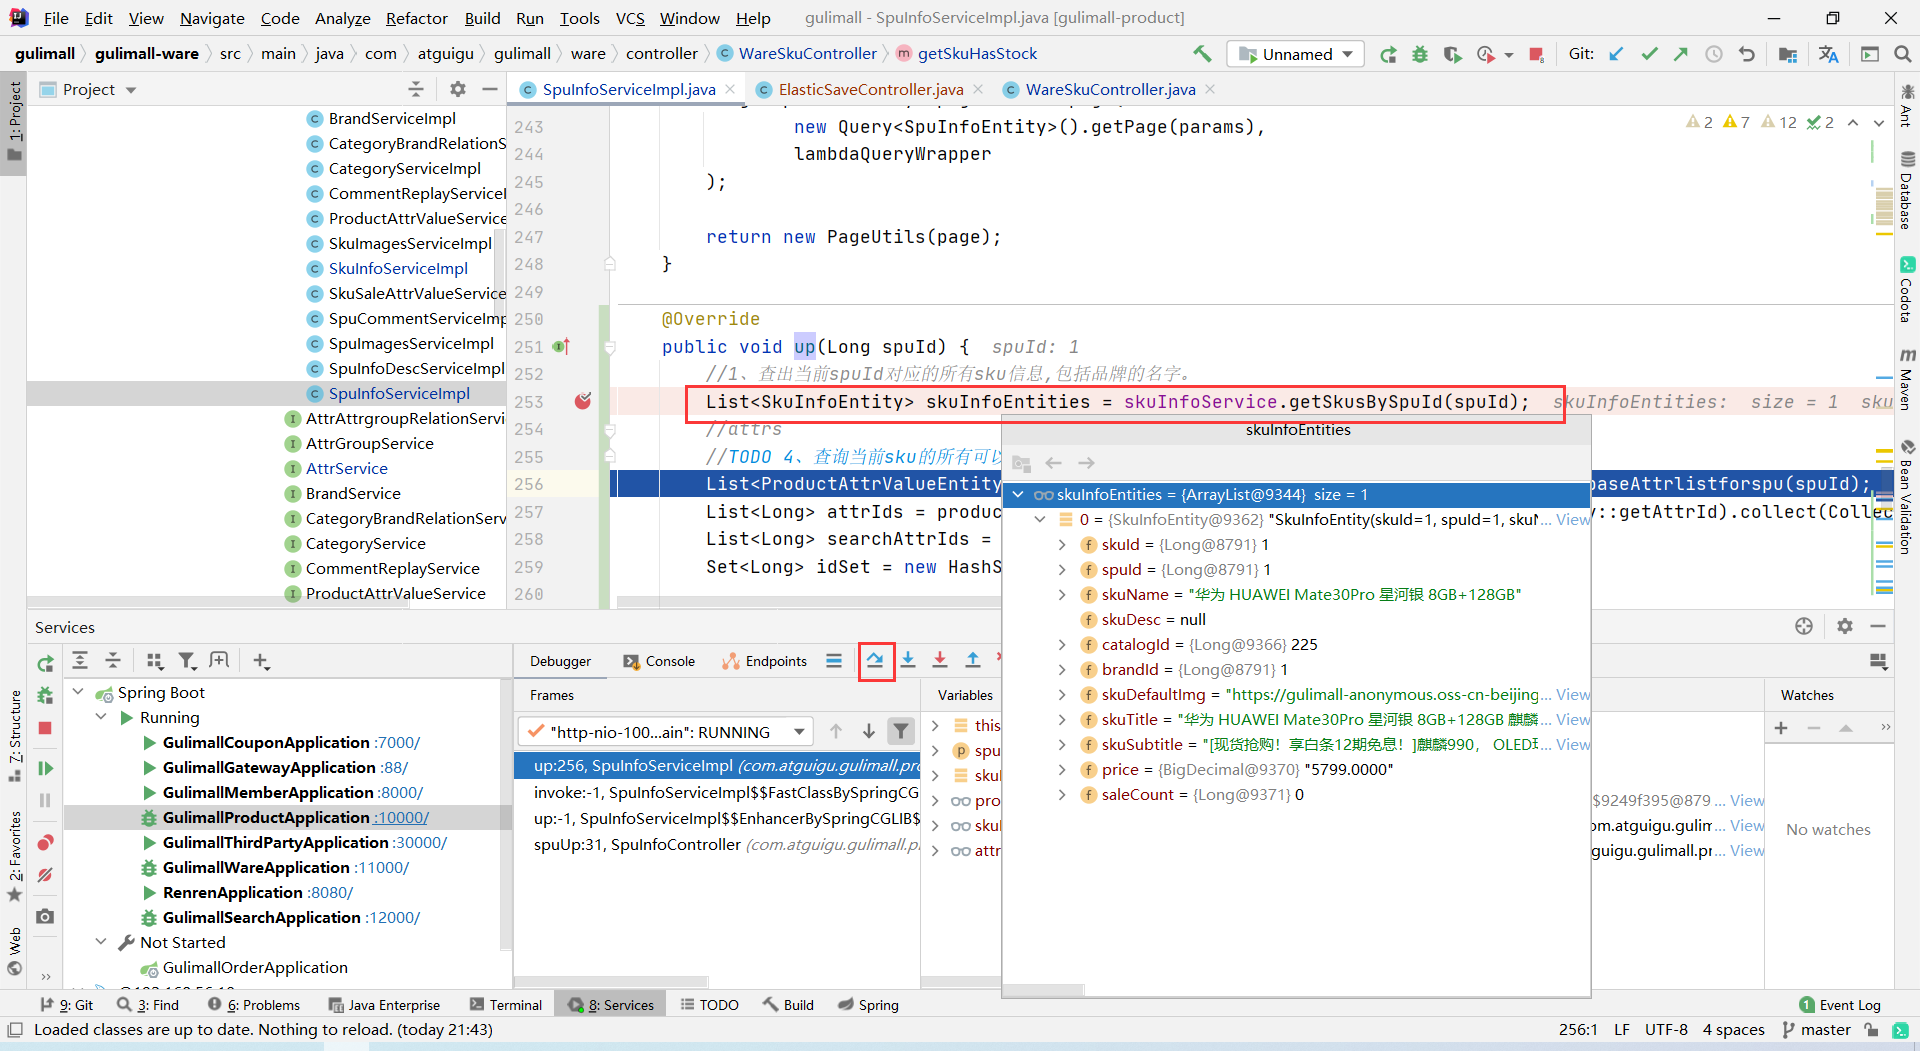 File Edit View Navigate Code Analyze Refactor Build Run Tools VCS Window Help gulimall - SpuInfoServiceImpl.java [gulimall-product]
gulimall gulimall-ware src main java com atguigu gulimall ware controller WareSkuController getSkuHasStock Unnamed Git:
Project
SpuInfoServiceImpl.java ElasticSaveController.java WareSkuController.java
1: Project
BrandServiceImpl
CategoryBrandRelationS
CategoryServiceImpl
CommentReplayServiceI
ProductAttrValueService
SkuImagesServiceImpl
SkuInfoServiceImpl
SkuSaleAttrValueService
SpuCommentServiceImp
SpuImagesServiceImpl
SpuInfoDescServiceImpl
SpuInfoServiceImpl
AttrAttrgroupRelationServi
AttrGroupService
AttrService
BrandService
CategoryBrandRelationServ
CategoryService
CommentReplayService
ProductAttrValueService
2 7 12 2
243 new Query<SpuInfoEntity>().getPage(params),
244 lambdaQueryWrapper
245 );
246
247 return new PageUtils(page);
248 }
249
250 @Override
251 public void up(Long spuId) { spuId: 1
252 //1、查出当前spuId对应的所有sku信息,包括品牌的名字。
253 List<SkuInfoEntity> skuInfoEntities = skuInfoService.getSkusBySpuId(spuId); skuInfoEntities: size = 1 sku
254 //attrs
255 //TODO 4、查询当前sku的所有可以
256 List<ProductAttrValueEntity baseAttrlistforspu(spuId);
257 List<Long> attrIds = produc y::getAttrId).collect(Collec
258 List<Long> searchAttrIds =
259 Set<Long> idSet = new HashS
260
skuInfoEntities
skuInfoEntities = {ArrayList@9344} size = 1
0 = {SkuInfoEntity@9362} "SkuInfoEntity(skuId=1, spuId=1, skuN... View
skuId = {Long@8791} 1
spuId = {Long@8791} 1
skuName = "华为 HUAWEI Mate30Pro 星河银 8GB+128GB"
skuDesc = null
catalogId = {Long@9366} 225
brandId = {Long@8791} 1
skuDefaultImg = "https://gulimall-anonymous.oss-cn-beijing... View
skuTitle = "华为 HUAWEI Mate30Pro 星河银 8GB+128GB 麒麟... View
skuSubtitle = "[现货抢购！享白条12期免息！]麒麟990， OLED环... View
price = {BigDecimal@9370} "5799.0000"
saleCount = {Long@9371} 0
Ant
Database
Codota
Maven
Bean Validation
Services
7: Structure
2: Favorites
Web
Spring Boot
Running
GulimallCouponApplication :7000/
GulimallGatewayApplication :88/
GulimallMemberApplication :8000/
GulimallProductApplication :10000/
GulimallThirdPartyApplication :30000/
GulimallWareApplication :11000/
RenrenApplication :8080/
GulimallSearchApplication :12000/
Not Started
GulimallOrderApplication
Debugger Console Endpoints
Frames
"http-nio-100...ain": RUNNING
up:256, SpuInfoServiceImpl (com.atguigu.gulimall.pro
invoke:-1, SpuInfoServiceImpl$$FastClassBySpringCG
up:-1, SpuInfoServiceImpl$$EnhancerBySpringCGLIB$
spuUp:31, SpuInfoController (com.atguigu.gulimall.p
Variables
this
spu
skuI
pro $9249f395@879 ... View
skuI om.atguigu.gulim... View
attr guigu.gulimall.pr... View
Watches
No watches
9: Git 3: Find 6: Problems Java Enterprise Terminal 8: Services TODO Build Spring 1 Event Log
Loaded classes are up to date. Nothing to reload. (today 21:43) 256:1 LF UTF-8 4 spaces master